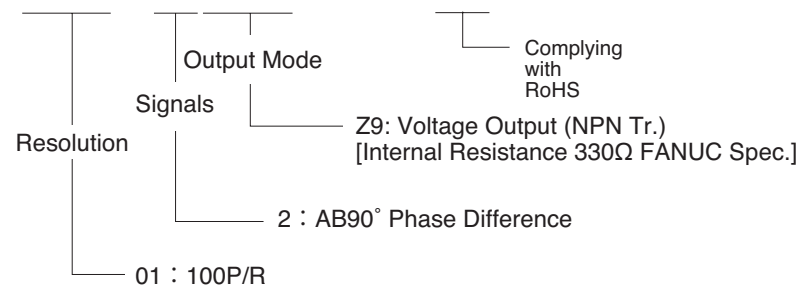 Output Mode
Complying
with
RoHS
Signals
Z9: Voltage Output (NPN Tr.)
[Internal Resistance 330Ω FANUC Spec.]
Resolution
2：AB90° Phase Difference
01：100P/R